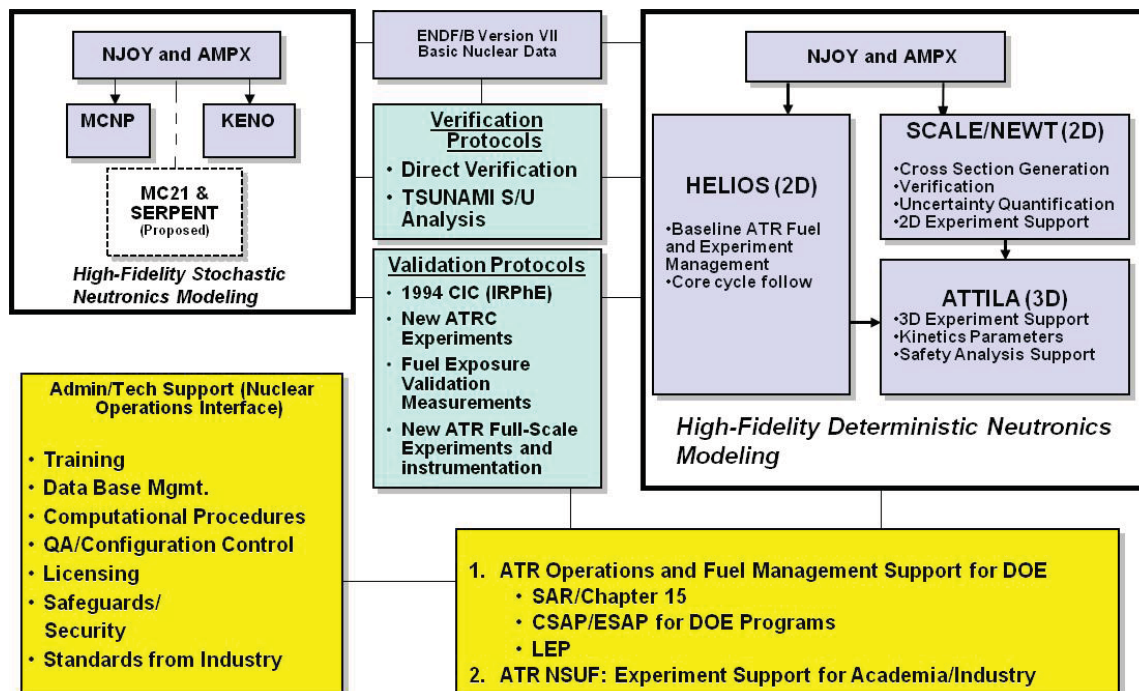 NJOY and AMPX
MCNP
KENO
MC21 &
SERPENT
(Proposed)
High-Fidelity Stochastic
Neutronics Modeling
ENDF/B Version VII
Basic Nuclear Data
Verification
Protocols
• Direct Verification
• TSUNAMI S/U
Analysis
Validation Protocols
• 1994 CIC (IRPhE)
• New ATRC
Experiments
• Fuel Exposure
Validation
Measurements
• New ATR Full-Scale
Experiments and
instrumentation
NJOY and AMPX
HELIOS (2D)
•Baseline ATR Fuel
and Experiment
Management
•Core cycle follow
SCALE/NEWT (2D)
•Cross Section Generation
•Verification
•Uncertainty Quantification
•2D Experiment Support
ATTILA (3D)
•3D Experiment Support
•Kinetics Parameters
•Safety Analysis Support
High-Fidelity Deterministic Neutronics
Modeling
Admin/Tech Support (Nuclear
Operations Interface)
• Training
• Data Base Mgmt.
• Computational Procedures
• QA/Configuration Control
• Licensing
• Safeguards/
Security
• Standards from Industry
1. ATR Operations and Fuel Management Support for DOE
• SAR/Chapter 15
• CSAP/ESAP for DOE Programs
• LEP
2. ATR NSUF: Experiment Support for Academia/Industry